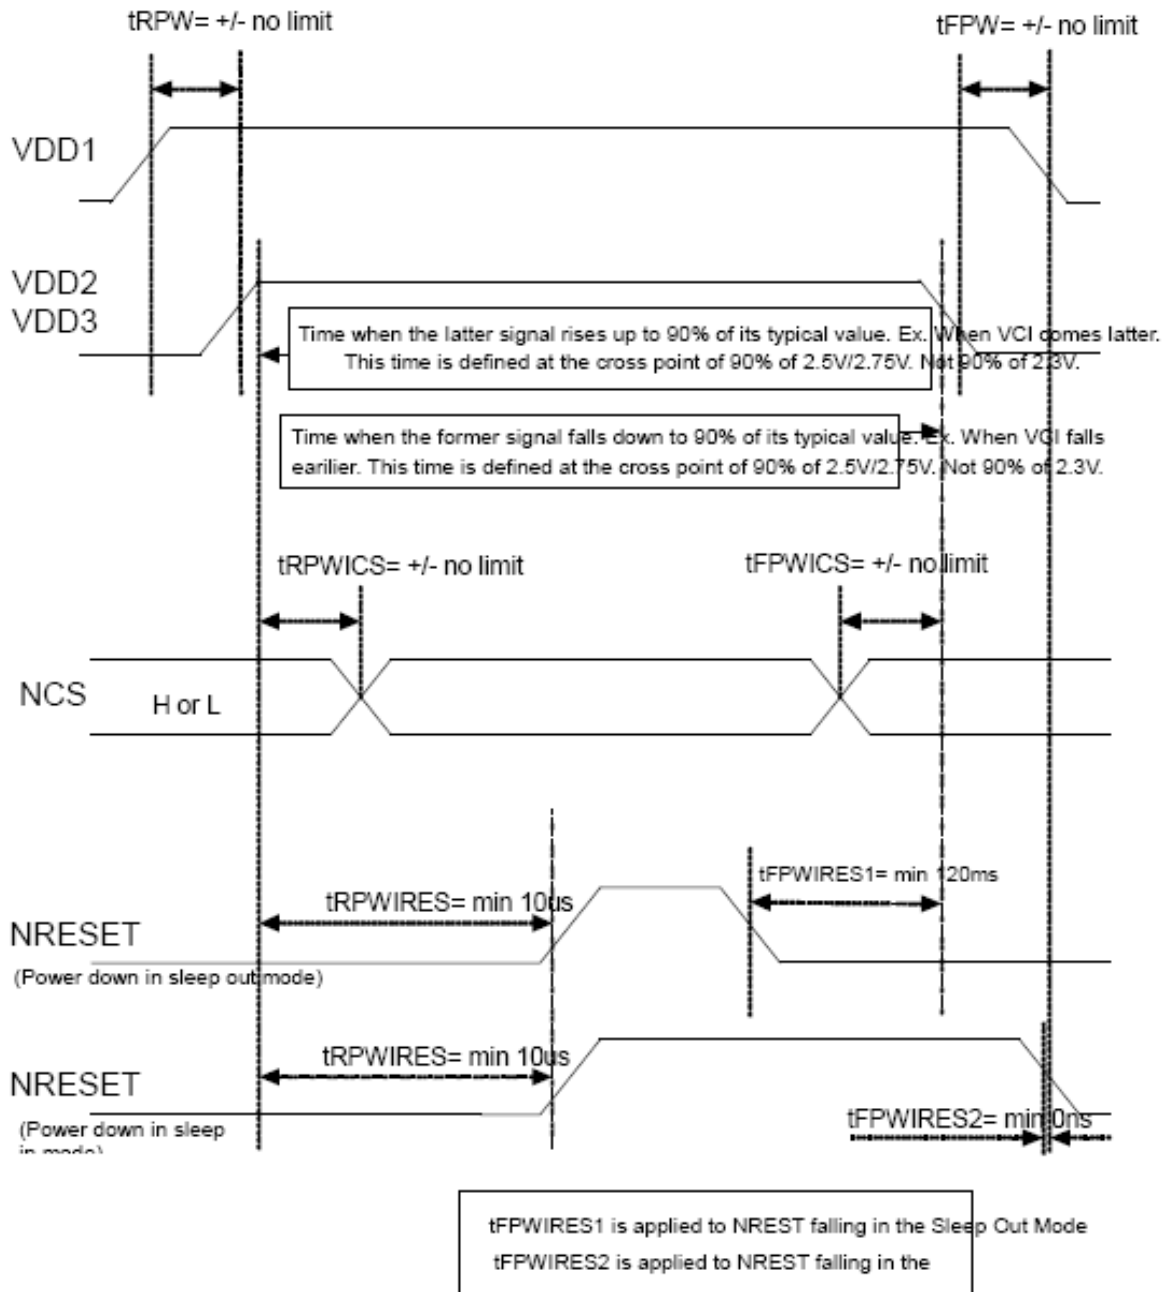 tRPW= +/- no limit
tFPW= +/- no limit
VDD1
VDD2
VDD3
Time when the latter signal rises up to 90% of its typical value. Ex. When VCI comes latter.
This time is defined at the cross point of 90% of 2.5V/2.75V. Not 90% of 2.3V.
Time when the former signal falls down to 90% of its typical value. Ex. When VCI falls
earilier. This time is defined at the cross point of 90% of 2.5V/2.75V. Not 90% of 2.3V.
tRPWICS= +/- no limit
tFPWICS= +/- no limit
NCS
H or L
tFPWIRES1= min 120ms
tRPWIRES= min 10us
NRESET
(Power down in sleep out mode)
tRPWIRES= min 10us
NRESET
(Power down in sleep
in mode)
tFPWIRES2= min 0ns
tFPWIRES1 is applied to NREST falling in the Sleep Out Mode
tFPWIRES2 is applied to NREST falling in the